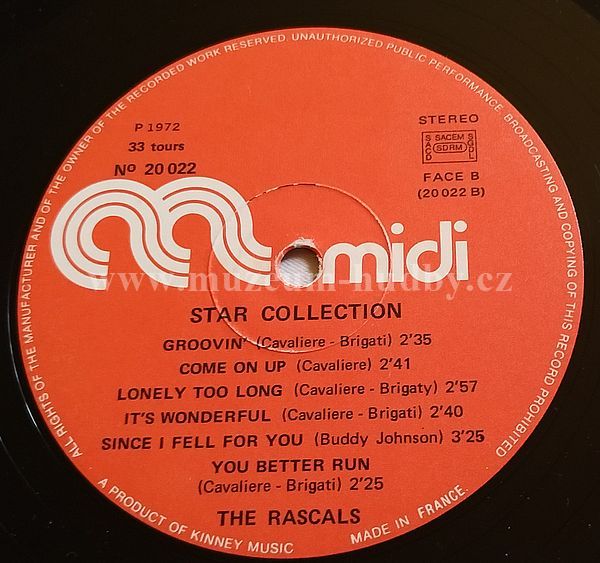 ALL RIGHTS OF THE MANUFACTURER AND OF THE OWNER OF THE RECORDED WORK RESERVED. UNAUTHORIZED PUBLIC PERFORMANCE, BROADCASTING AND COPYING OF THIS RECORD PROHIBITED
P 1972
33 tours
Nº 20 022
STEREO
SACD
SACEM
SDRM
SGDL
FACE B
(20 022 B)
midi
www.muzeum-hudby.cz
STAR COLLECTION
GROOVIN' (Cavaliere - Brigati) 2'35
COME ON UP (Cavaliere) 2'41
LONELY TOO LONG (Cavaliere - Brigaty) 2'57
IT'S WONDERFUL (Cavaliere - Brigati) 2'40
SINCE I FELL FOR YOU (Buddy Johnson) 3'25
YOU BETTER RUN
(Cavaliere - Brigati) 2'25
THE RASCALS
A PRODUCT OF KINNEY MUSIC
MADE IN FRANCE.